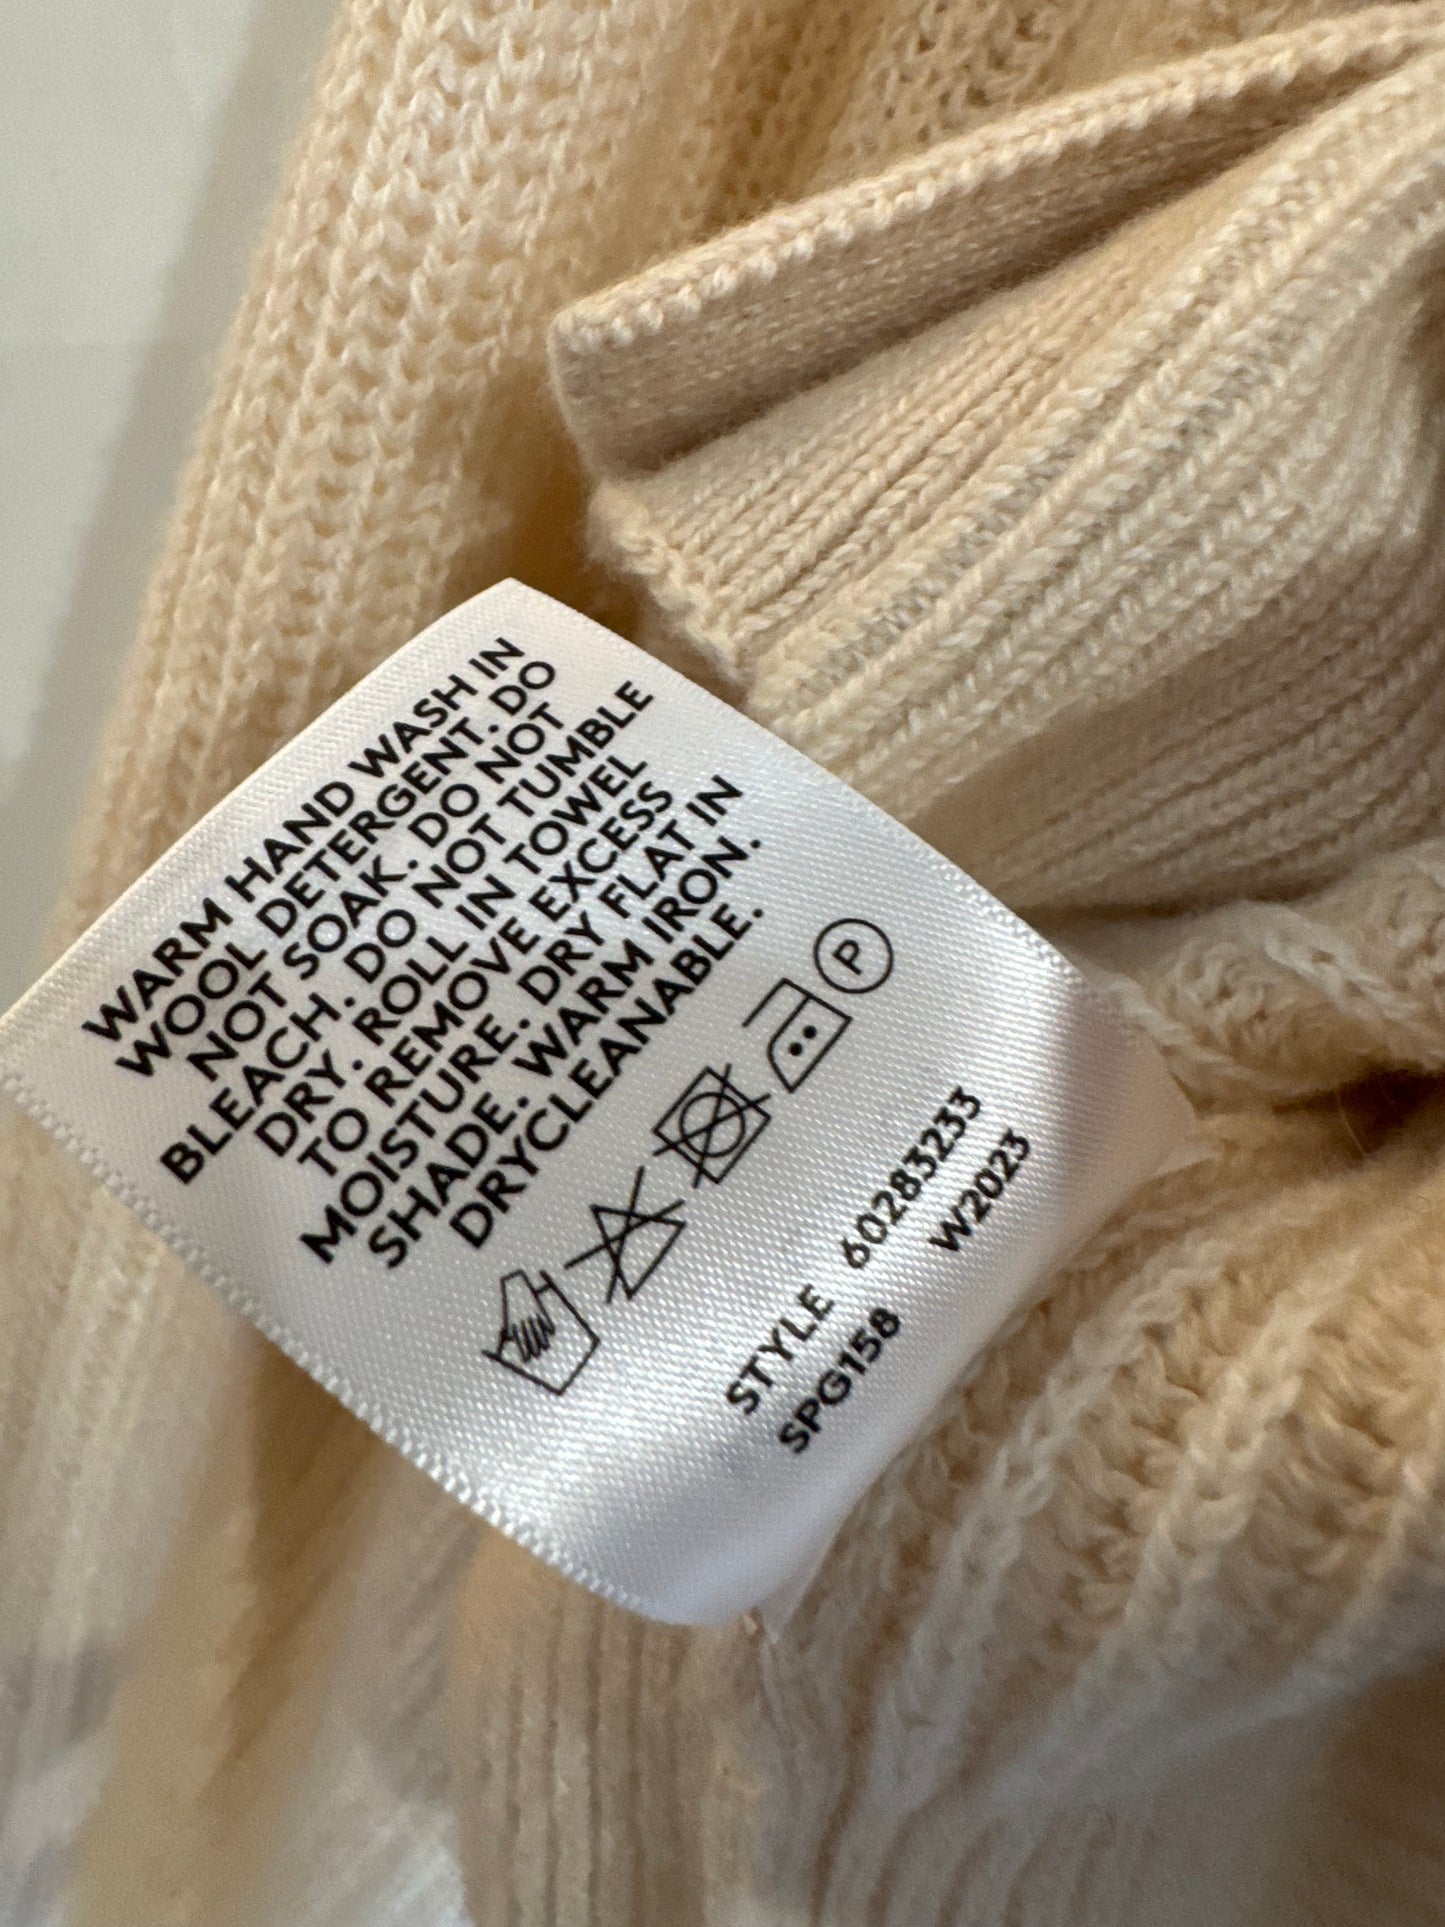 WARM HAND WASH IN
WOOL DETERGENT. DO
NOT SOAK. DO NOT
BLEACH. DO NOT TUMBLE
DRY. ROLL IN TOWEL
TO REMOVE EXCESS
MOISTURE. DRY FLAT IN
SHADE. WARM IRON.
DRYCLEANABLE.
P
STYLE 60283233
SPG158 W2023